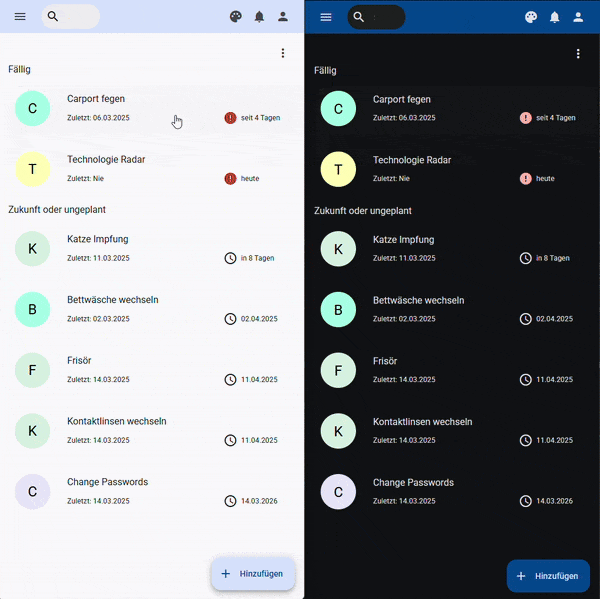 Fällig
C
Carport fegen
Zuletzt: 06.03.2025
seit 4 Tagen
T
Technologie Radar
Zuletzt: Nie
heute
Zukunft oder ungeplant
K
Katze Impfung
Zuletzt: 11.03.2025
in 8 Tagen
B
Bettwäsche wechseln
Zuletzt: 02.03.2025
02.04.2025
F
Frisör
Zuletzt: 14.03.2025
11.04.2025
K
Kontaktlinsen wechseln
Zuletzt: 14.03.2025
11.04.2025
C
Change Passwords
Zuletzt: 14.03.2025
14.03.2026
+ Hinzufügen
Fällig
C
Carport fegen
Zuletzt: 06.03.2025
seit 4 Tagen
T
Technologie Radar
Zuletzt: Nie
heute
Zukunft oder ungeplant
K
Katze Impfung
Zuletzt: 11.03.2025
in 8 Tagen
B
Bettwäsche wechseln
Zuletzt: 02.03.2025
02.04.2025
F
Frisör
Zuletzt: 14.03.2025
11.04.2025
K
Kontaktlinsen wechseln
Zuletzt: 14.03.2025
11.04.2025
C
Change Passwords
Zuletzt: 14.03.2025
14.03.2026
+ Hinzufügen